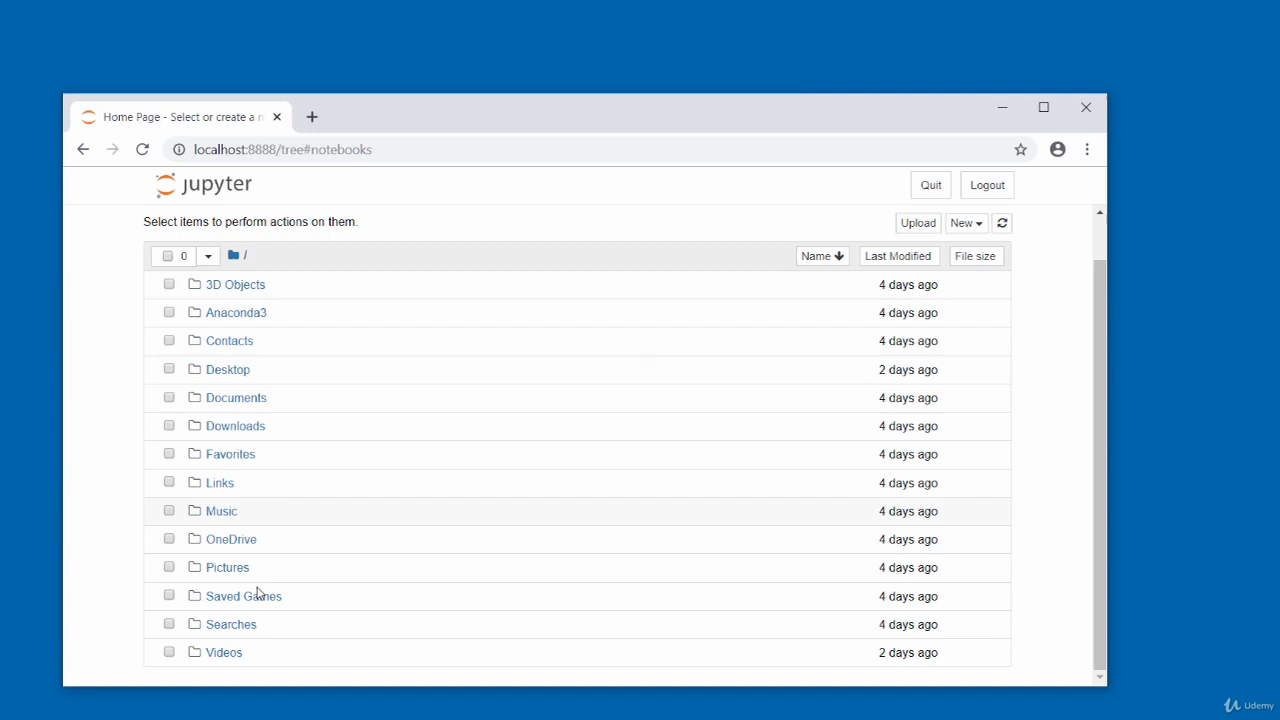 Home Page - Select or create a n
localhost:8888/tree#notebooks
jupyter
Quit
Logout
Select items to perform actions on them.
Upload
New
0
/
Name
Last Modified
File size
3D Objects 4 days ago
Anaconda3 4 days ago
Contacts 4 days ago
Desktop 2 days ago
Documents 4 days ago
Downloads 4 days ago
Favorites 4 days ago
Links 4 days ago
Music 4 days ago
OneDrive 4 days ago
Pictures 4 days ago
Saved Games 4 days ago
Searches 4 days ago
Videos 2 days ago
Udemy